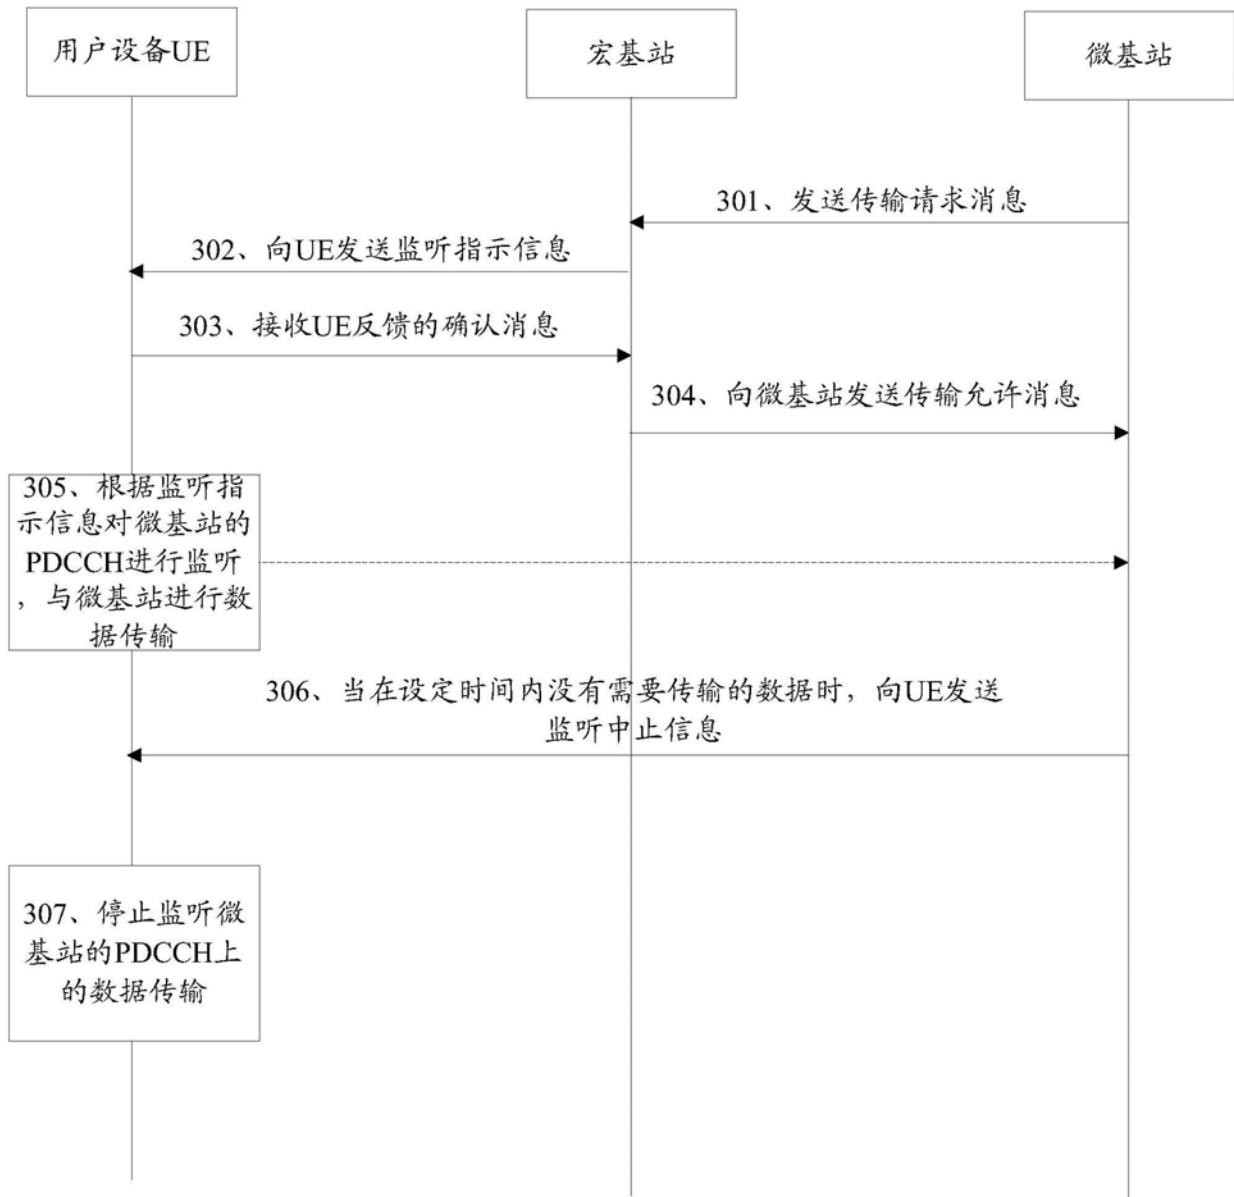 用户设备UE
宏基站
微基站
301、发送传输请求消息
302、向UE发送监听指示信息
303、接收UE反馈的确认消息
304、向微基站发送传输允许消息
305、根据监听指
示信息对微基站的
PDCCH进行监听
，与微基站进行数
据传输
306、当在设定时间内没有需要传输的数据时，向UE发送
监听中止信息
307、停止监听微
基站的PDCCH上
的数据传输